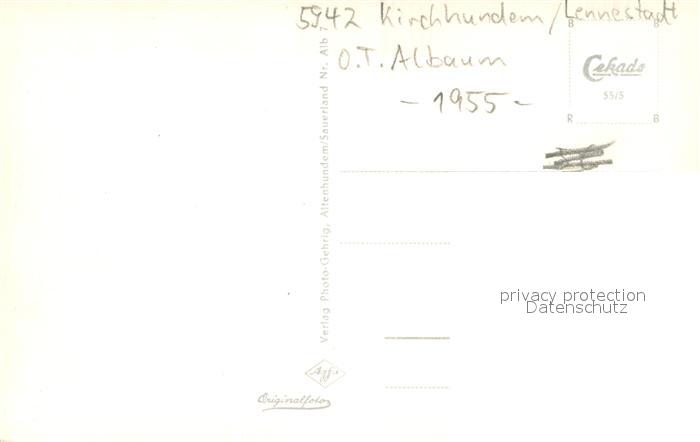 5942 Kirchhundem/Lennestadt
O.T. Albaum
- 1955 -
B B
Cekade
55/5
R B
Verlag Photo-Gehrig, Altenhundem/Sauerland Nr. Alb 7
privacy protection
Datenschutz
Agfa
Originalfoto